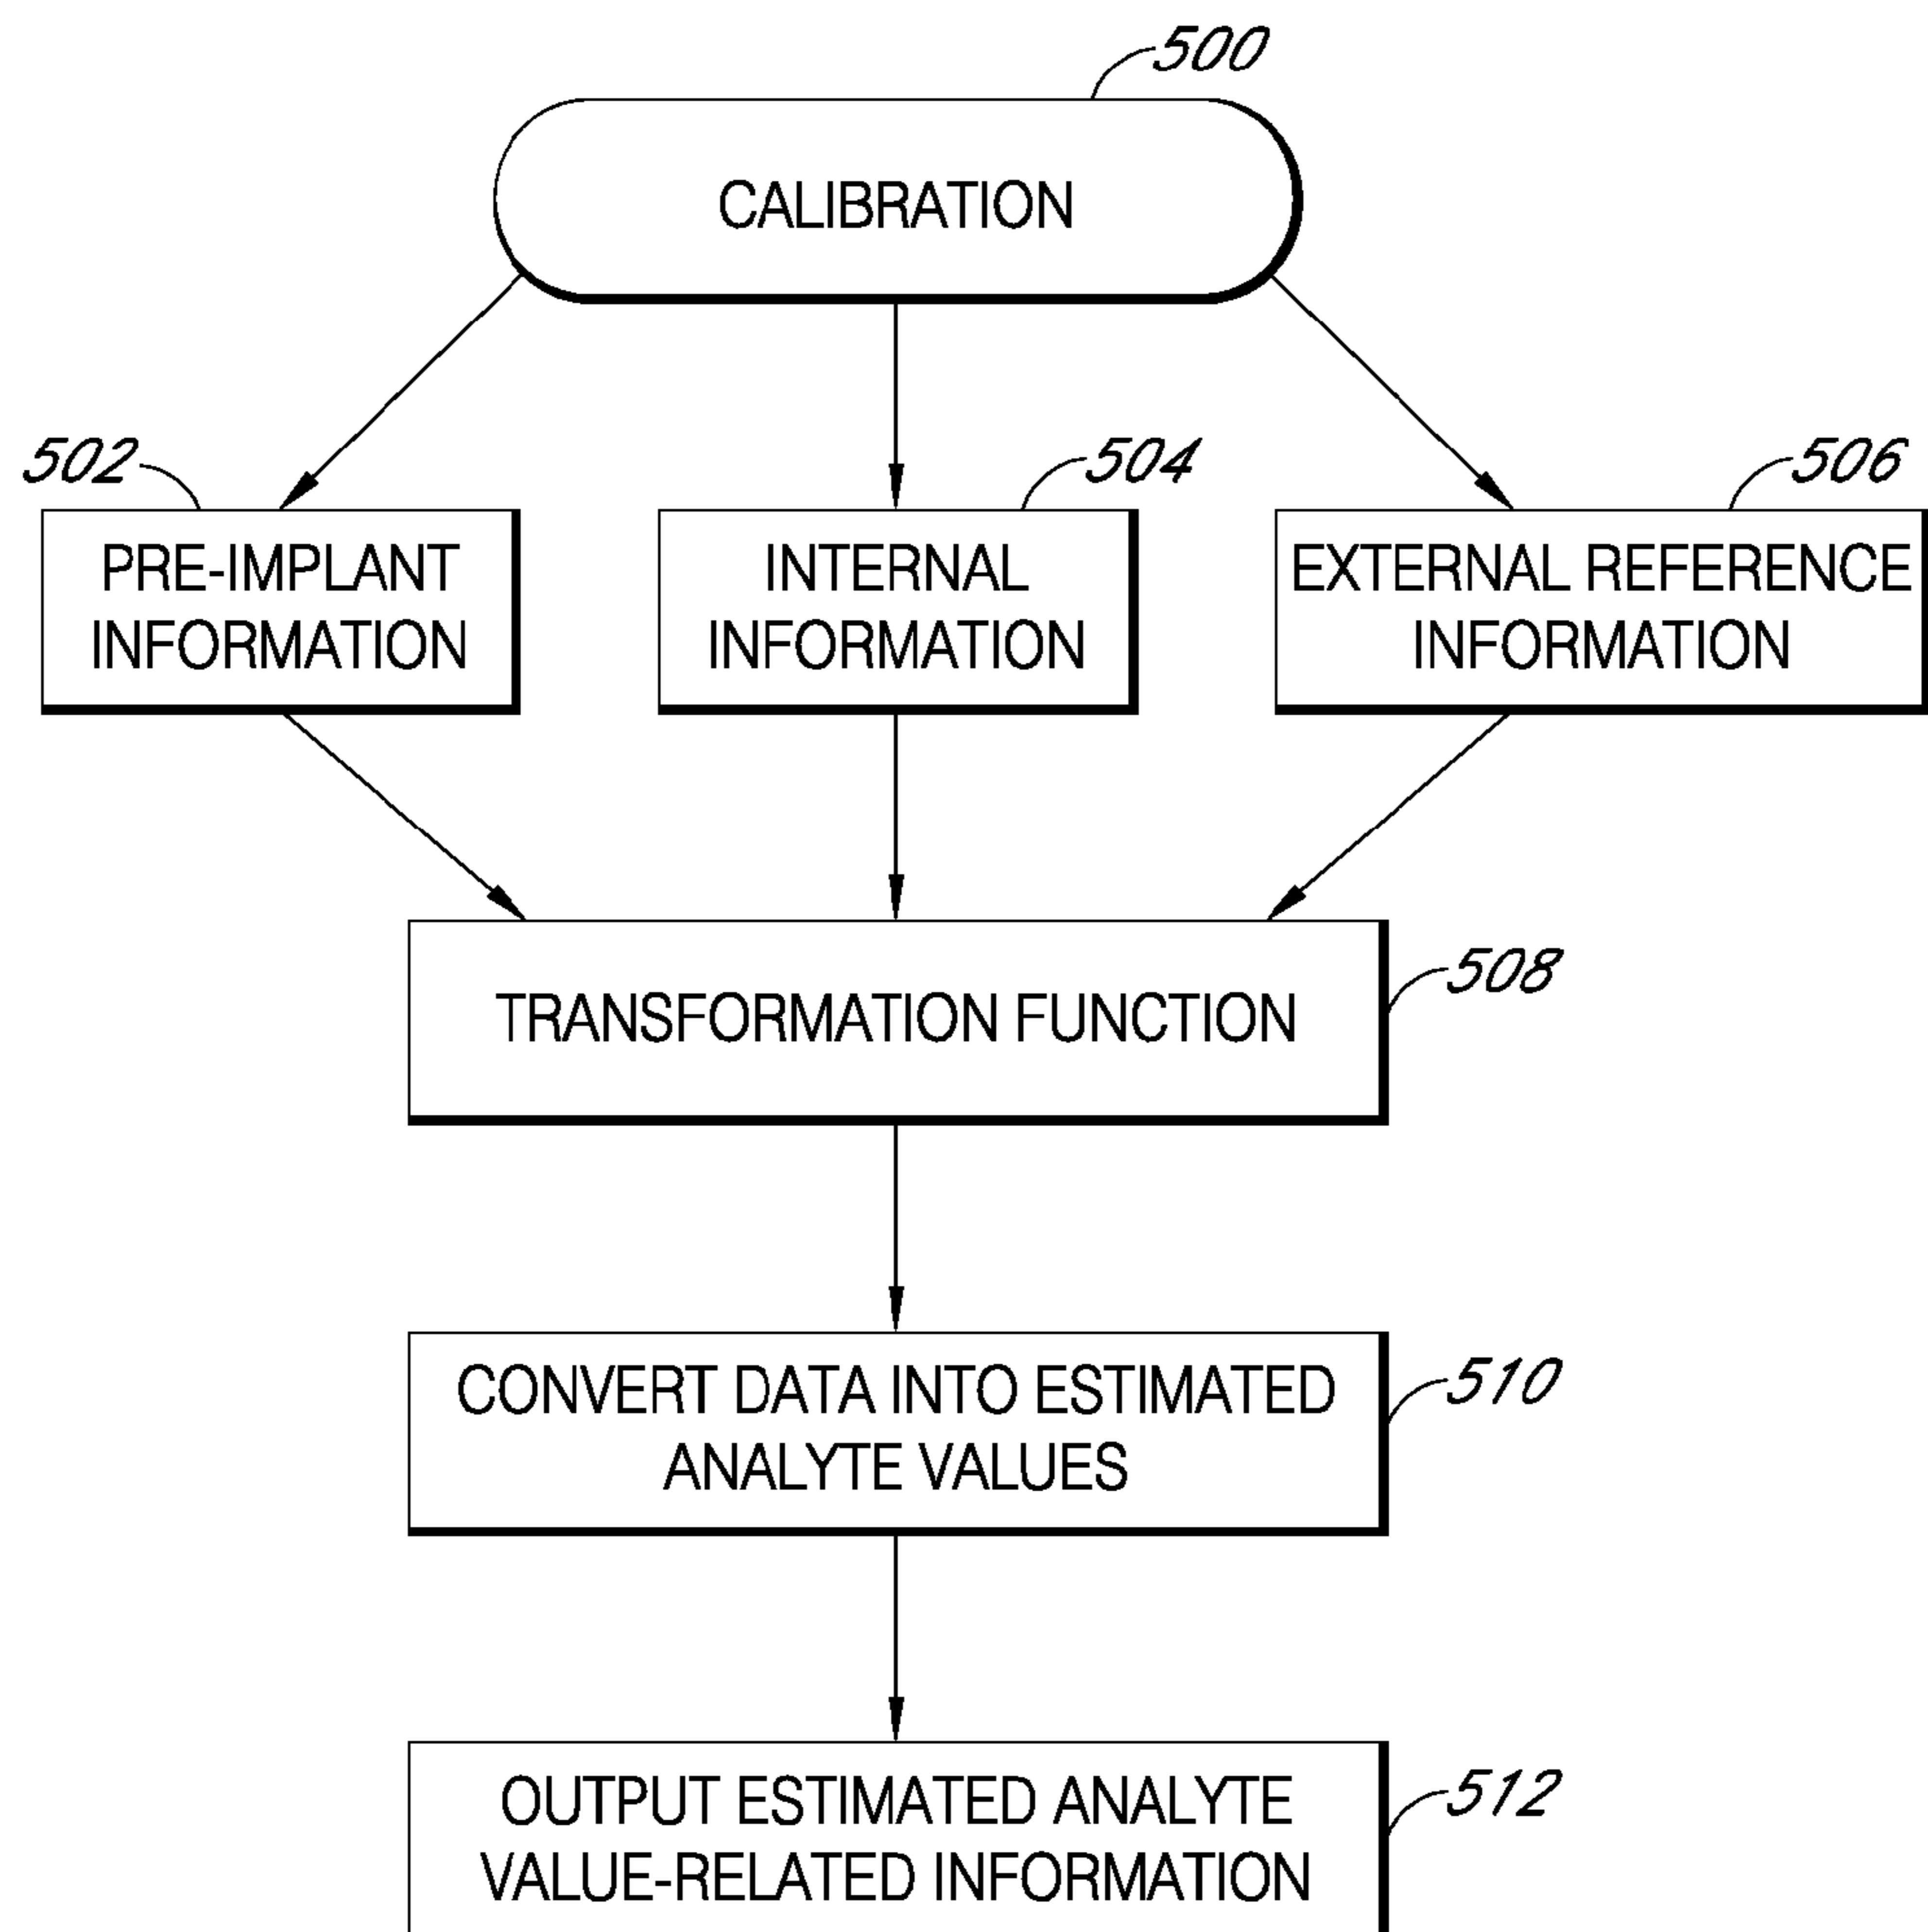 500
CALIBRATION
502
504
506
PRE-IMPLANT
INFORMATION
INTERNAL
INFORMATION
EXTERNAL REFERENCE
INFORMATION
TRANSFORMATION FUNCTION
508
CONVERT DATA INTO ESTIMATED
ANALYTE VALUES
510
OUTPUT ESTIMATED ANALYTE
VALUE-RELATED INFORMATION
512